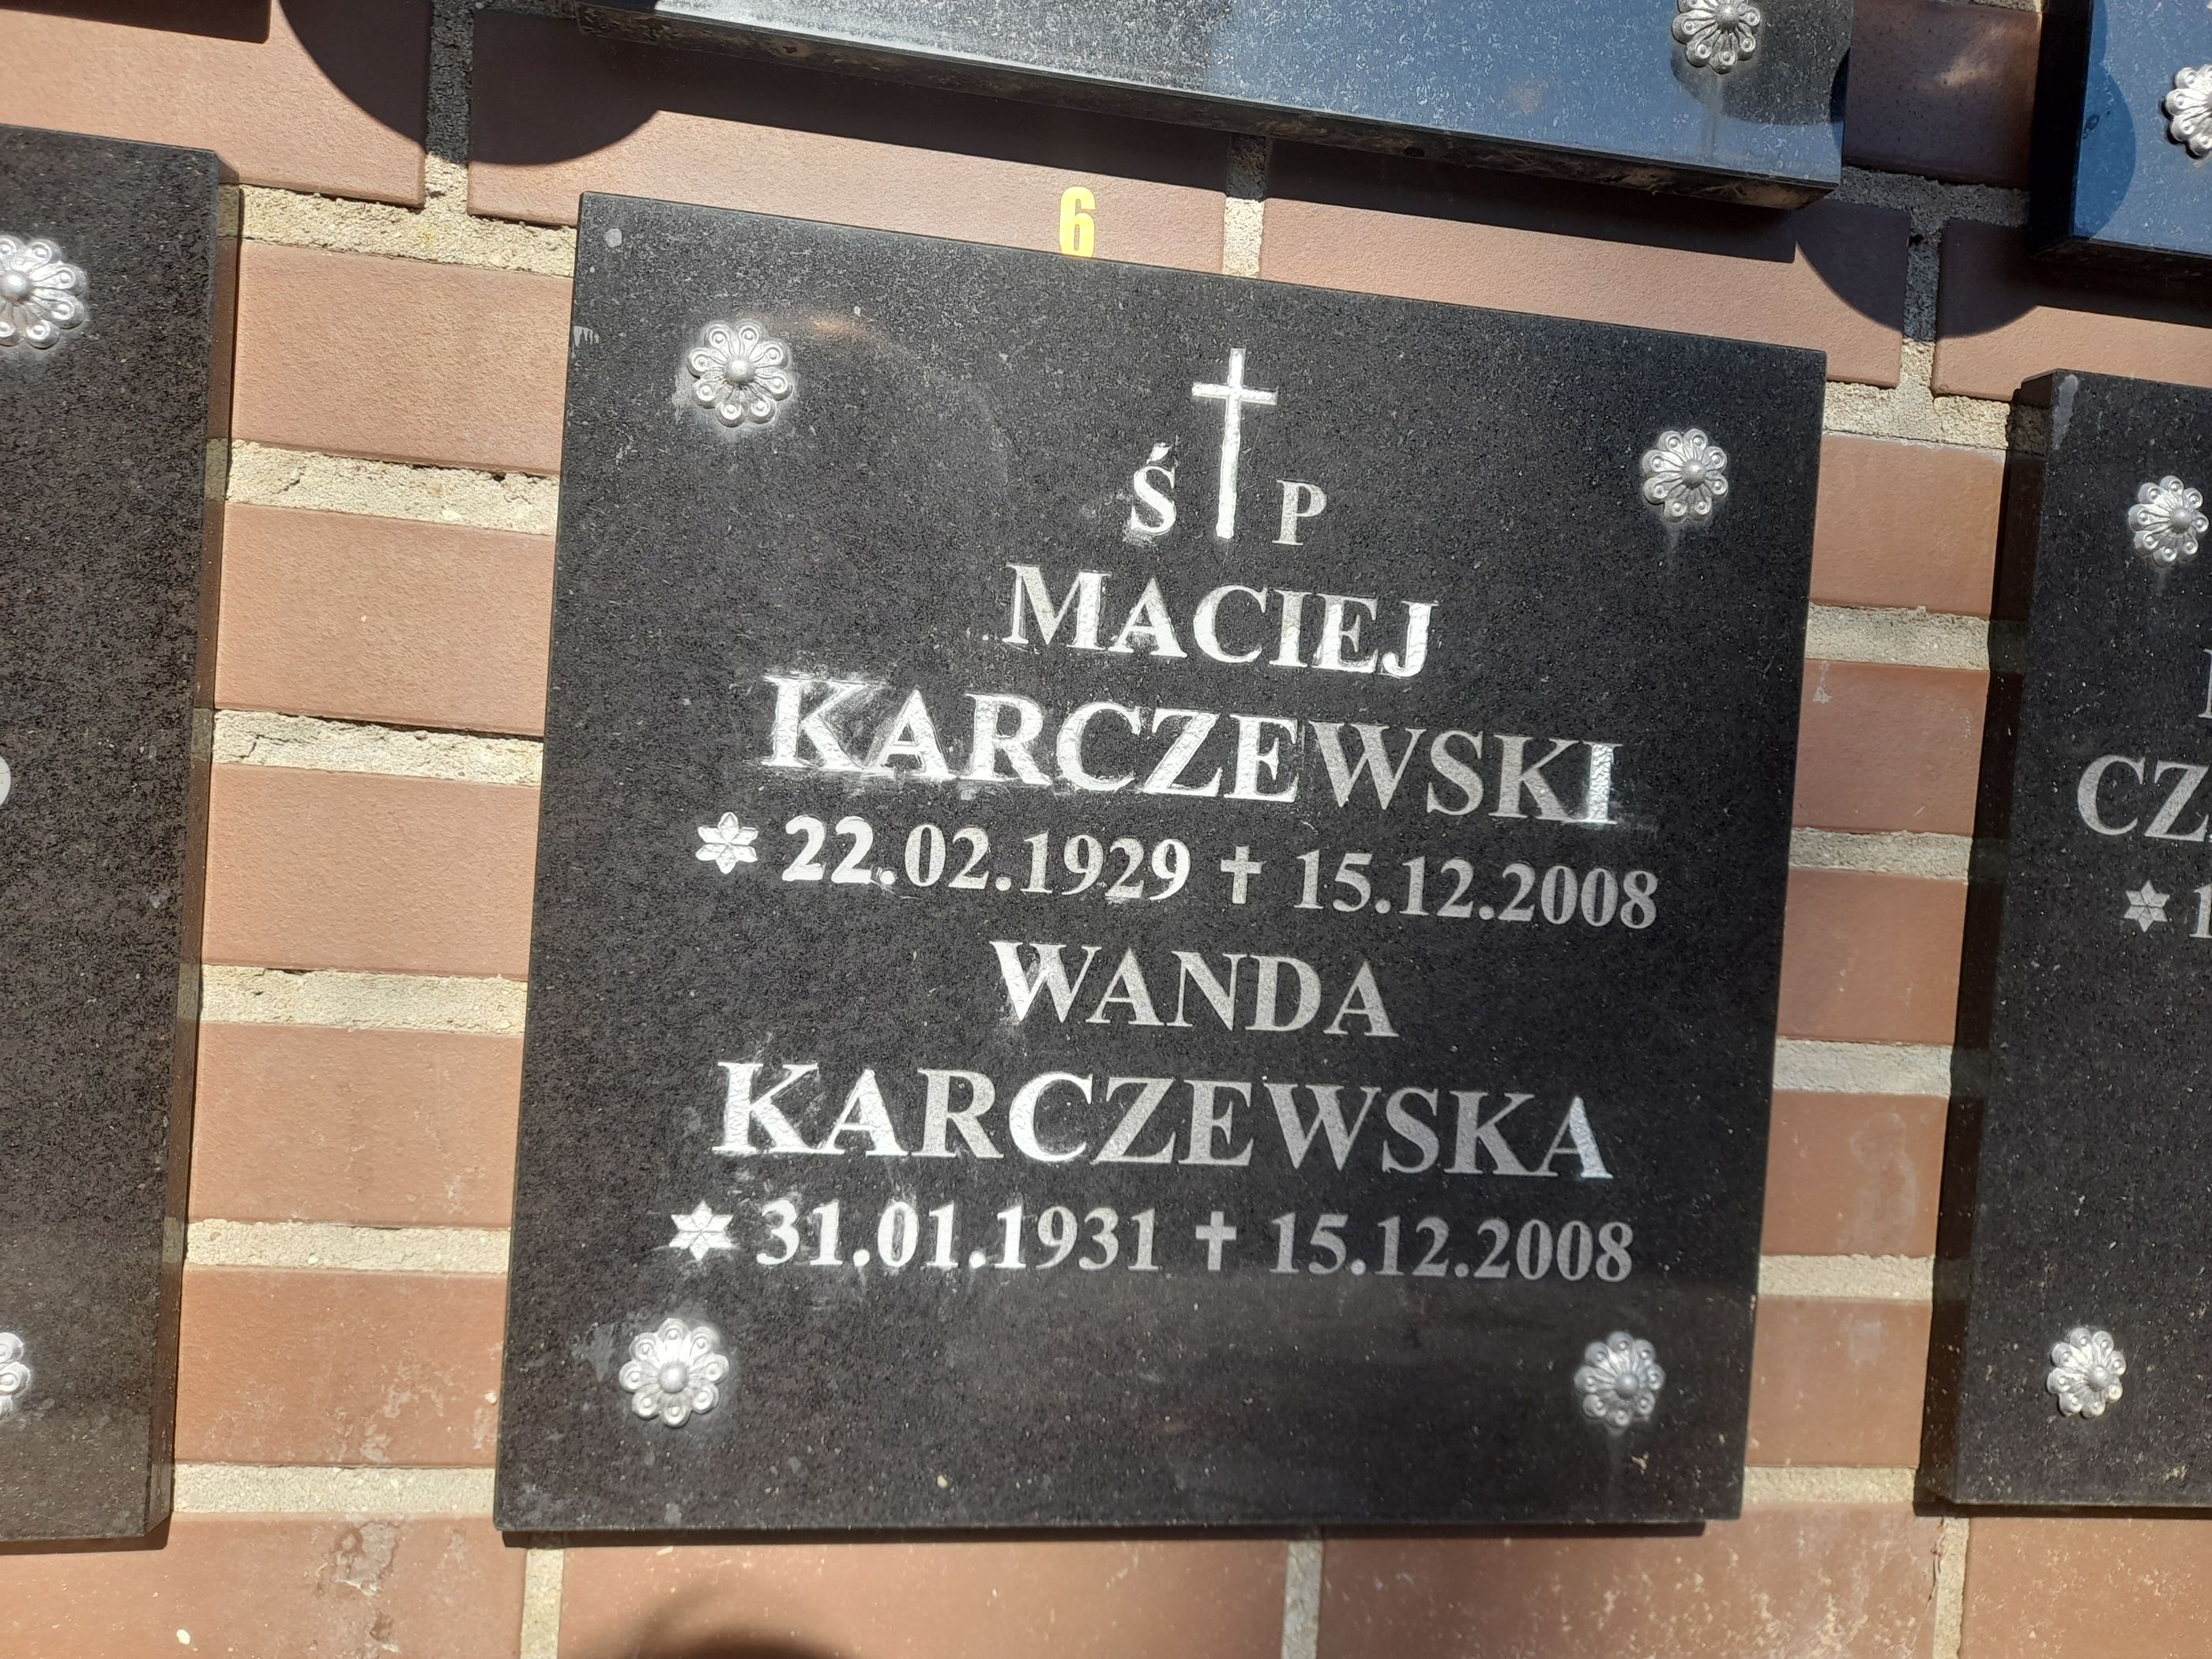 6
Ś P
MACIEJ
KARCZEWSKI
22.02.1929 ✝ 15.12.2008
WANDA
KARCZEWSKA
31.01.1931 ✝ 15.12.2008